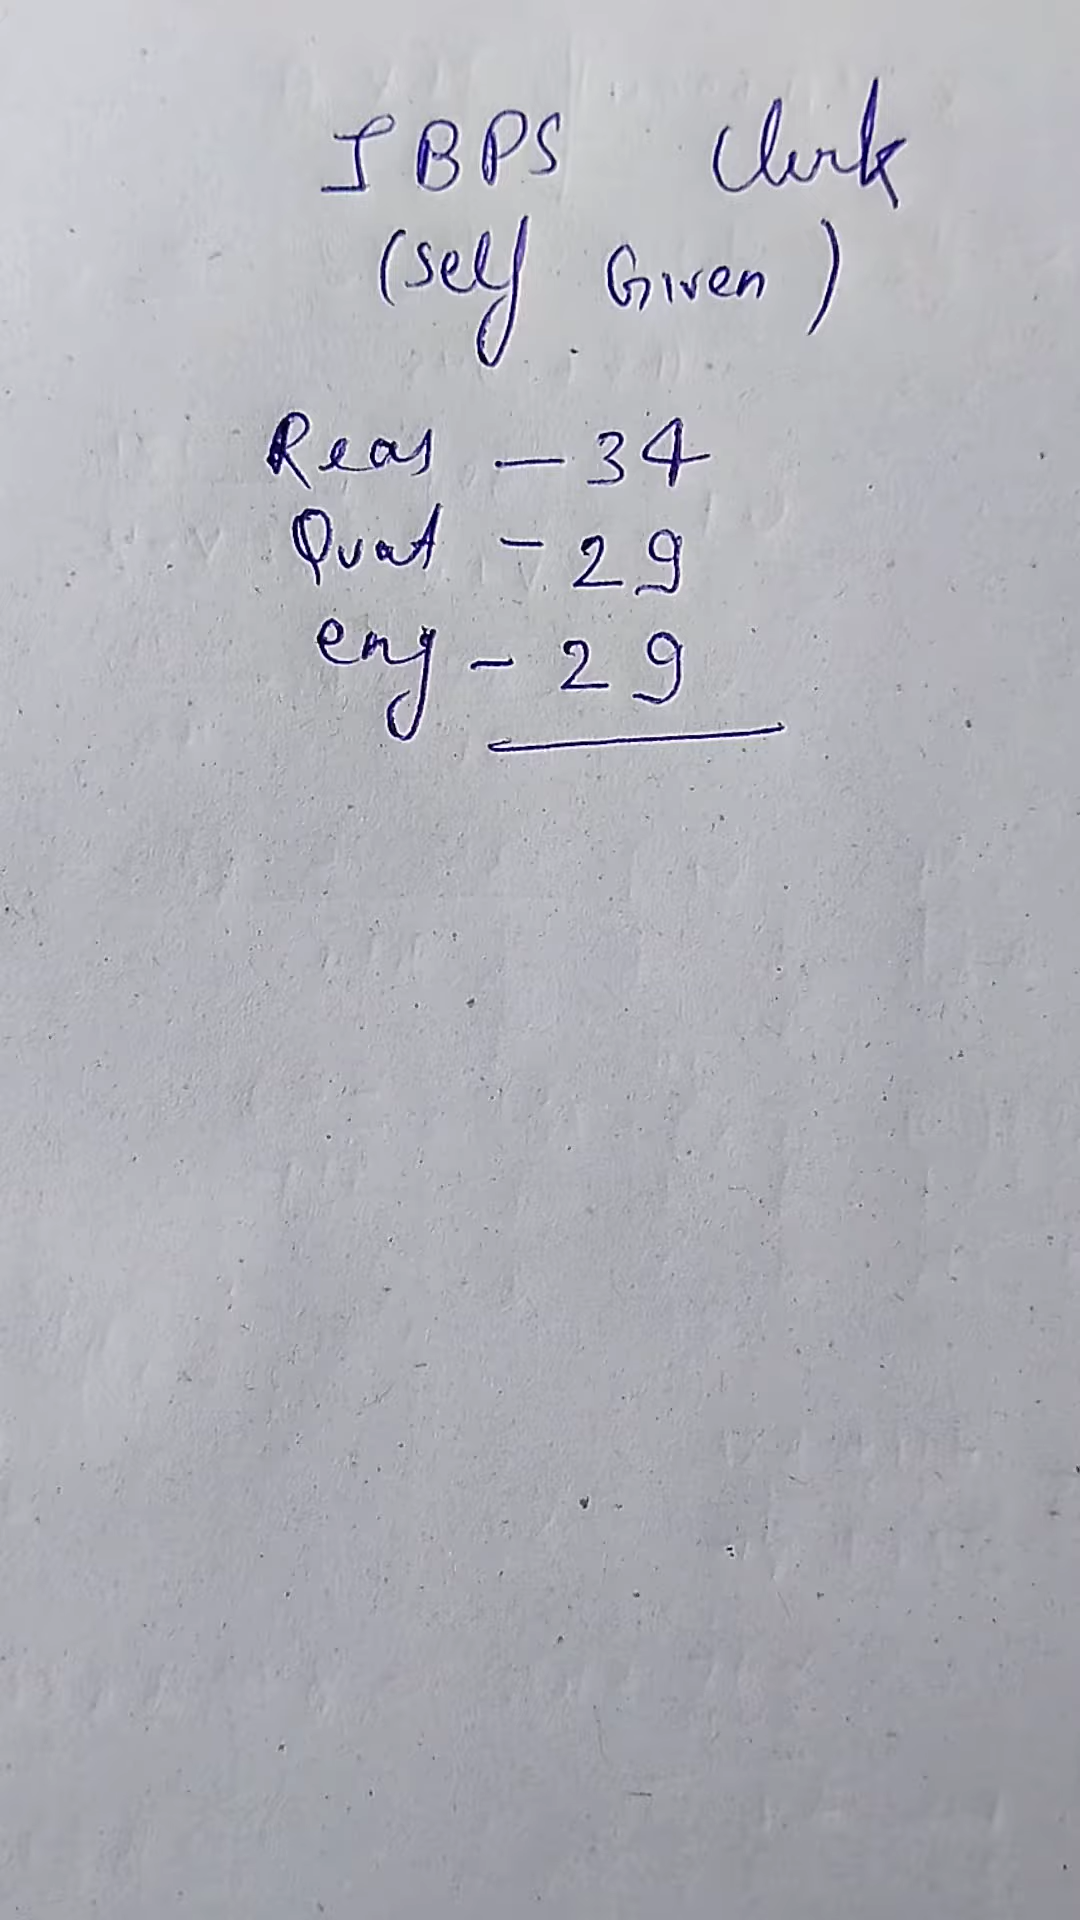 IBPS Clerk
(Self Given)
Reas - 34
Quat - 29
eng - 29